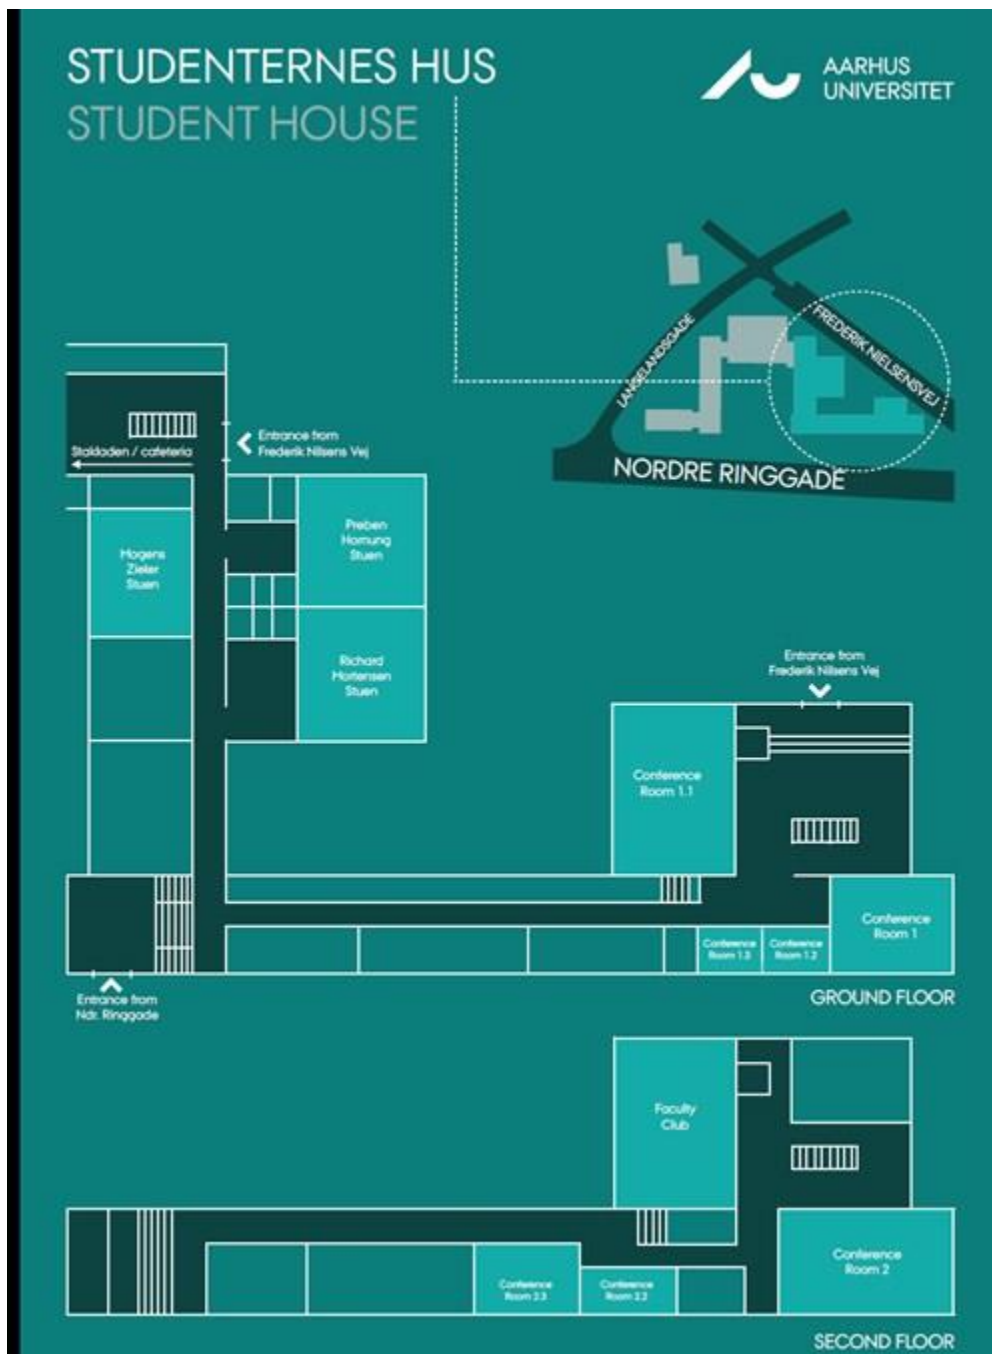 STUDENTERNES HUS
STUDENT HOUSE
AARHUS
UNIVERSITET
LANGELANDSGADE
FREDERIK NIELSENSVEJ
NORDRE RINGGADE
Entrance from
Frederik Nilsens Vej
Stakladen / cafeteria
Mogens
Zieler
Stuen
Preben
Hornung
Stuen
Richard
Mortensen
Stuen
Entrance from
Frederik Nilsens Vej
Conference
Room 1.1
Conference
Room 1
Conference
Room 1.3
Conference
Room 1.2
Entrance from
Ndr. Ringgade
GROUND FLOOR
Faculty
Club
Conference
Room 2
Conference
Room 2.3
Conference
Room 2.2
SECOND FLOOR